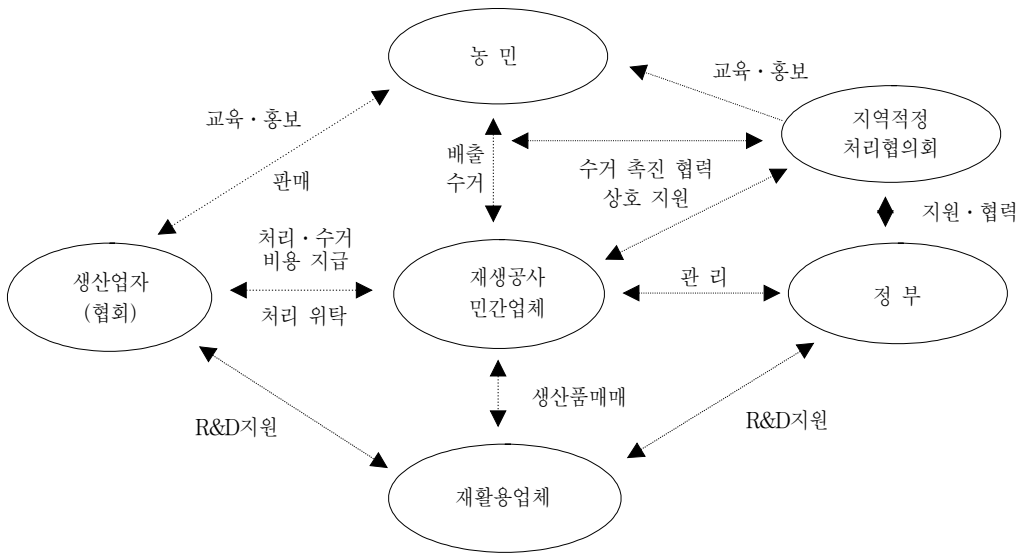 농 민
교육·홍보
지역적정
처리협의회
교육·홍보
배출
수거
수거 촉진 협력
상호 지원
판매
지원·협력
처리·수거
비용 지급
생산업자
(협회)
재생공사
민간업체
관 리
정 부
처리 위탁
생산품매매
R&D지원
R&D지원
재활용업체